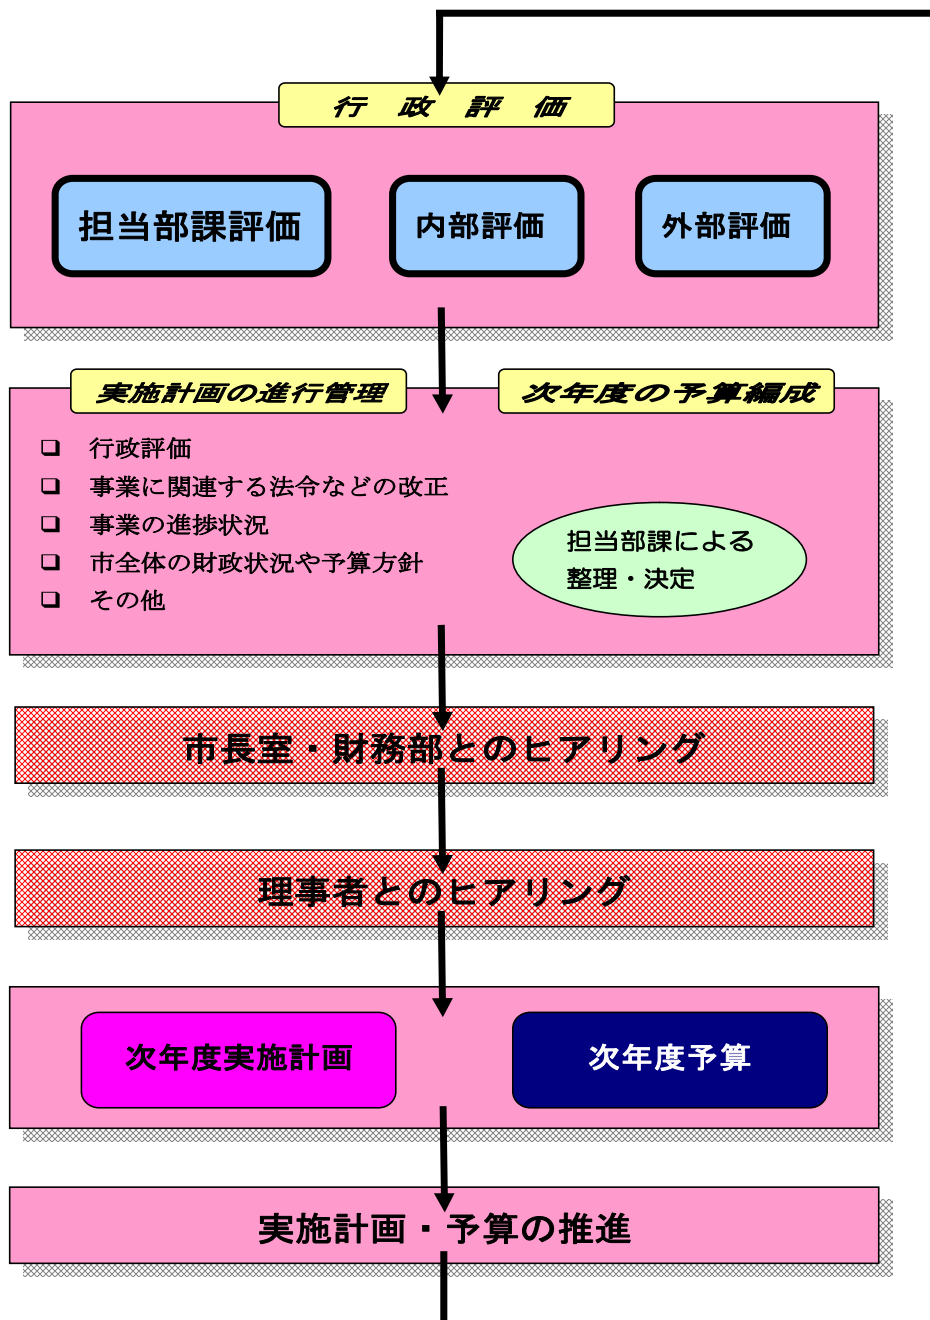 行　政　評　価
担当部課評価
内部評価
外部評価
実施計画の進行管理
次年度の予算編成
❑ 行政評価
❑ 事業に関連する法令などの改正
❑ 事業の進捗状況
❑ 市全体の財政状況や予算方針
❑ その他
担当部課による
整理・決定
市長室・財務部とのヒアリング
理事者とのヒアリング
次年度実施計画
次年度予算
実施計画・予算の推進